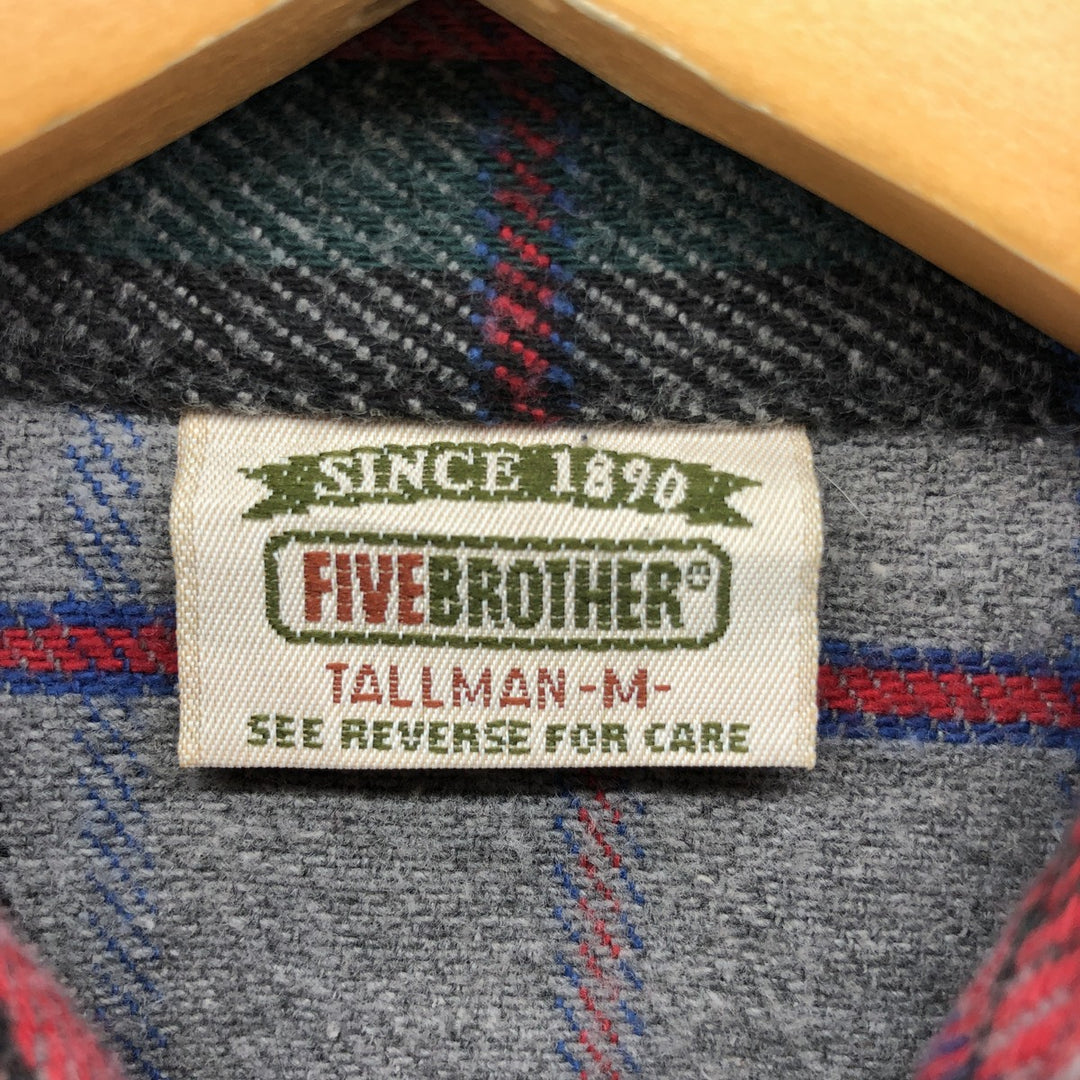 SINCE 1890
FIVEBROTHER®
TALLMAN -M-
SEE REVERSE FOR CARE